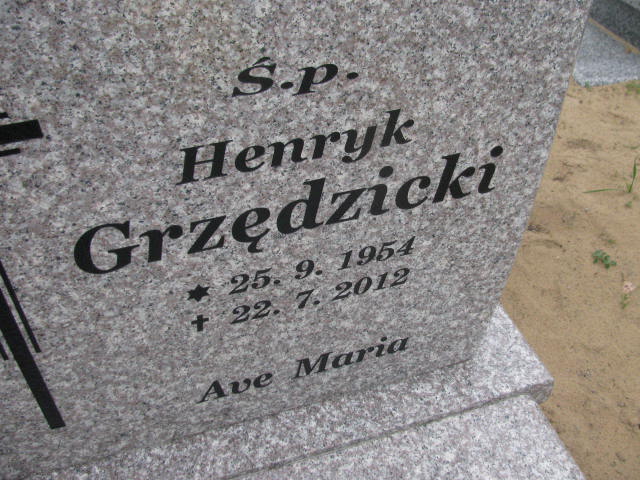 Ś.p.
Henryk
Grzędzicki
✶ 25. 9. 1954
✝ 22. 7. 2012
Ave Maria